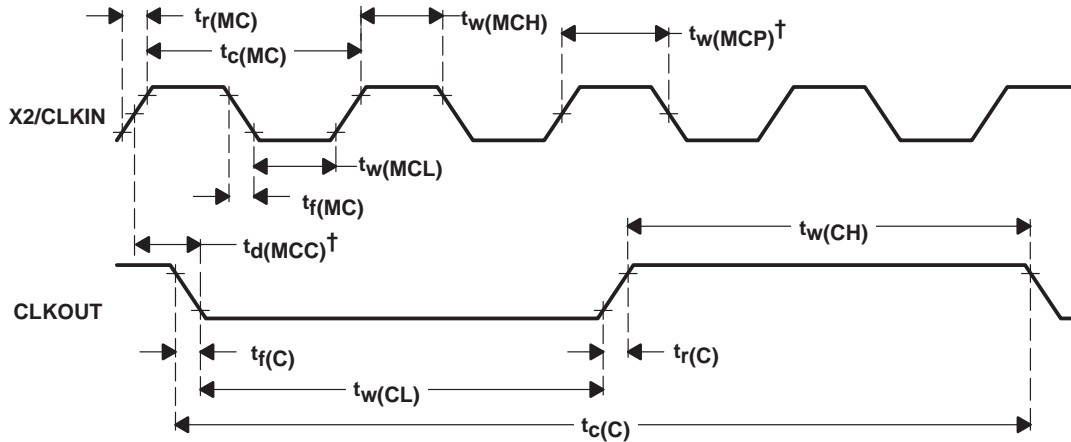 tr(MC)
tw(MCH)
tc(MC)
tw(MCP)†
X2/CLKIN
tw(MCL)
tf(MC)
td(MCC)†
tw(CH)
CLKOUT
tf(C)
tr(C)
tw(CL)
tc(C)